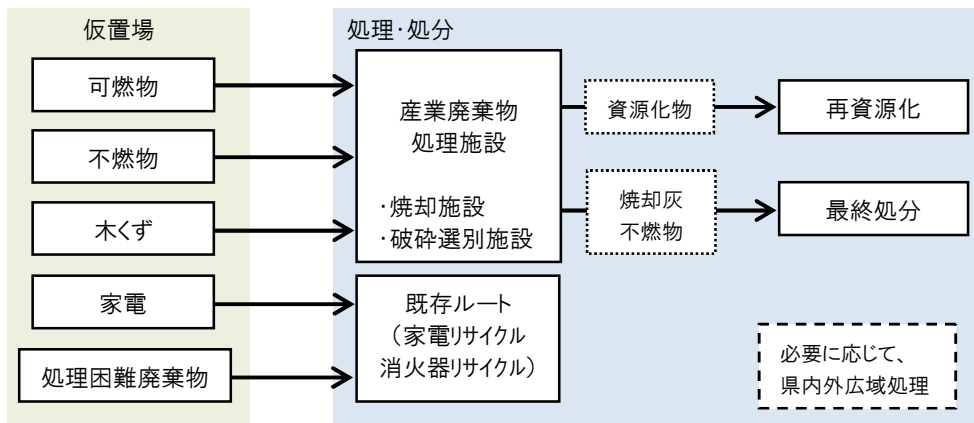 仮置場
可燃物
不燃物
木くず
家電
処理困難廃棄物
処理・処分
産業廃棄物
処理施設
・焼却施設
・破砕選別施設
既存ルート
（家電リサイクル
消火器リサイクル）
資源化物
焼却灰
不燃物
再資源化
最終処分
必要に応じて、
県内外広域処理